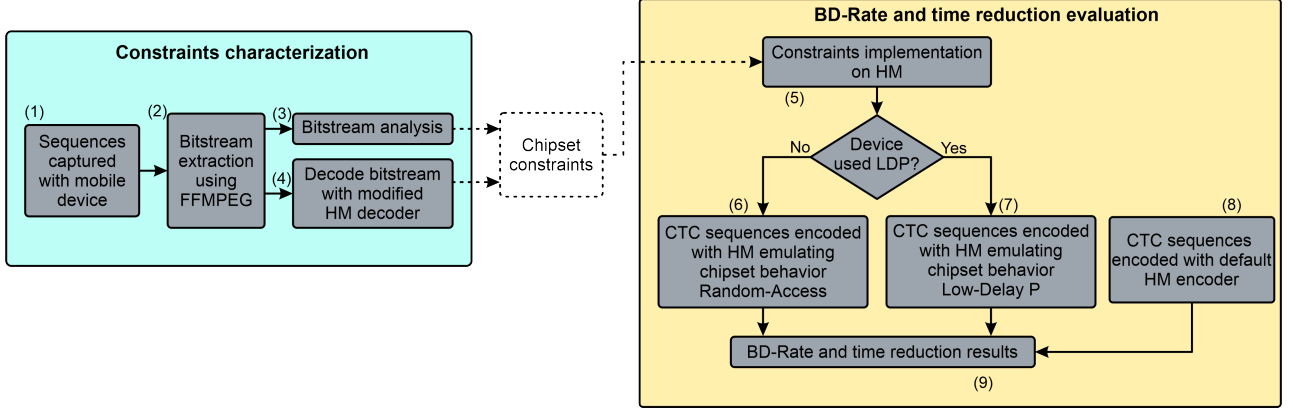 Constraints characterization
(1)
Sequences
captured
with mobile
device
(2)
Bitstream
extraction
using
FFMPEG
(3)
Bitstream analysis
(4)
Decode bitstream
with modified
HM decoder
Chipset
constraints
BD-Rate and time reduction evaluation
Constraints implementation
on HM
(5)
Device
used LDP?
No
Yes
(6)
CTC sequences encoded
with HM emulating
chipset behavior
Random-Access
(7)
CTC sequences encoded
with HM emulating
chipset behavior
Low-Delay P
(8)
CTC sequences
encoded with default
HM encoder
BD-Rate and time reduction results
(9)